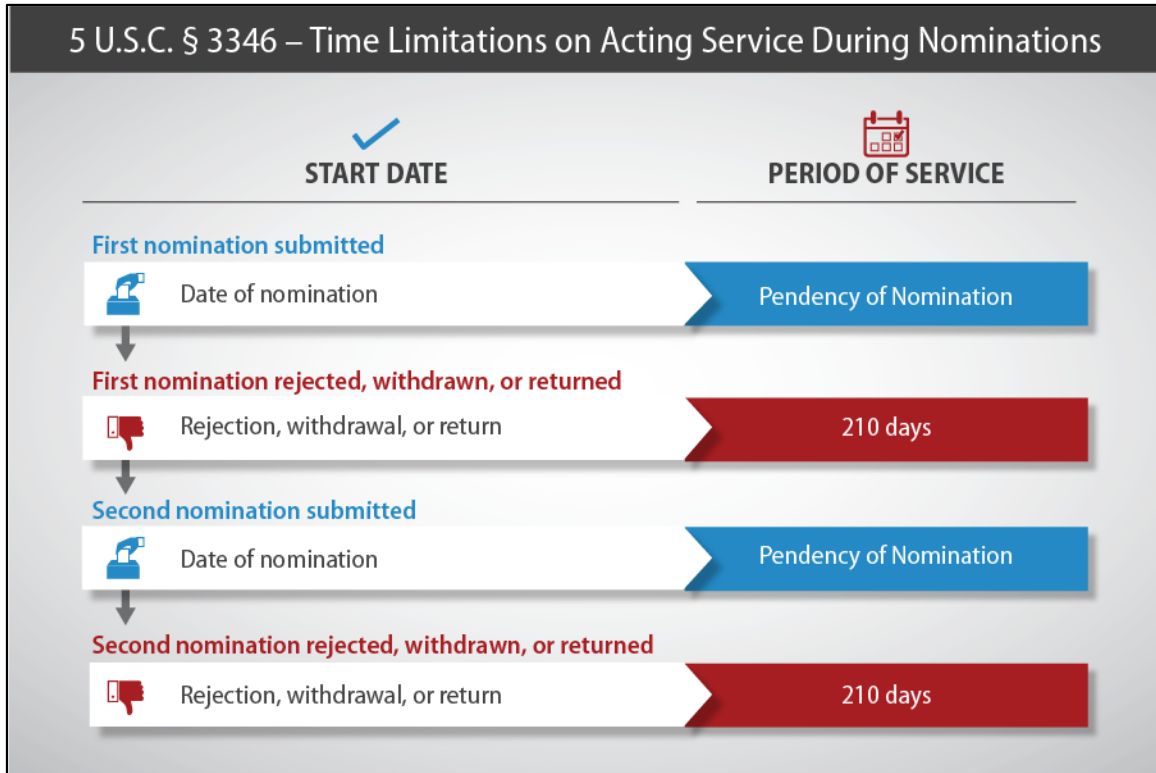 5 U.S.C. § 3346 – Time Limitations on Acting Service During Nominations
START DATE
PERIOD OF SERVICE
First nomination submitted
Date of nomination
Pendency of Nomination
First nomination rejected, withdrawn, or returned
Rejection, withdrawal, or return
210 days
Second nomination submitted
Date of nomination
Pendency of Nomination
Second nomination rejected, withdrawn, or returned
Rejection, withdrawal, or return
210 days